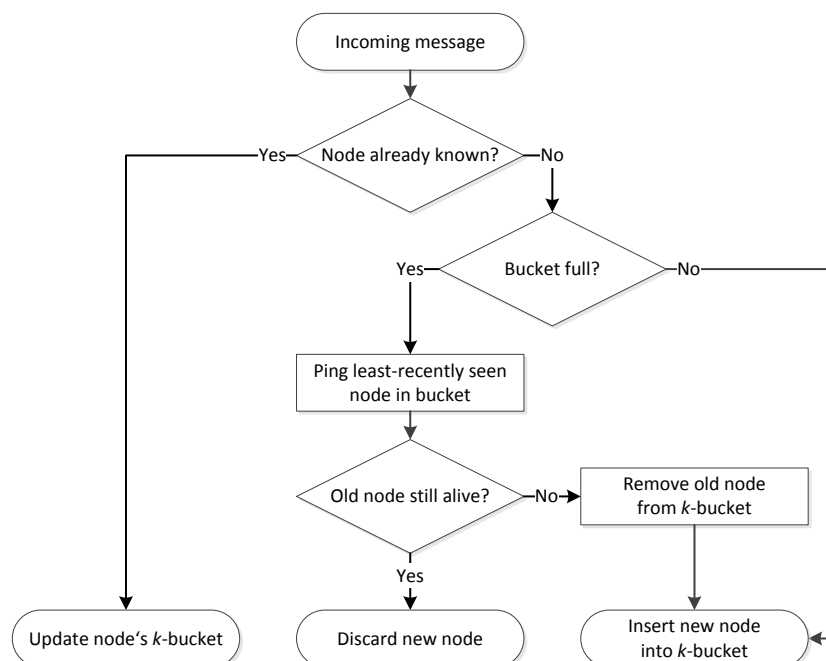 Incoming message
Node already known?
Yes
No
Bucket full?
Yes
No
Ping least-recently seen
node in bucket
Old node still alive?
No
Remove old node
from k-bucket
Yes
Update node‘s k-bucket
Discard new node
Insert new node
into k-bucket